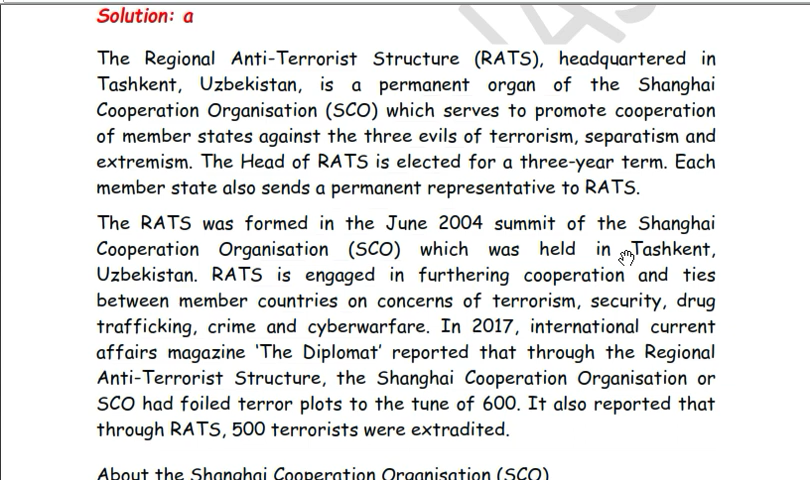 Solution: a
The Regional Anti-Terrorist Structure (RATS), headquartered in
Tashkent, Uzbekistan, is a permanent organ of the Shanghai
Cooperation Organisation (SCO) which serves to promote cooperation
of member states against the three evils of terrorism, separatism and
extremism. The Head of RATS is elected for a three-year term. Each
member state also sends a permanent representative to RATS.
The RATS was formed in the June 2004 summit of the Shanghai
Cooperation Organisation (SCO) which was held in Tashkent,
Uzbekistan. RATS is engaged in furthering cooperation and ties
between member countries on concerns of terrorism, security, drug
trafficking, crime and cyberwarfare. In 2017, international current
affairs magazine ‘The Diplomat’ reported that through the Regional
Anti-Terrorist Structure, the Shanghai Cooperation Organisation or
SCO had foiled terror plots to the tune of 600. It also reported that
through RATS, 500 terrorists were extradited.
About the Shanghai Cooperation Organisation (SCO)